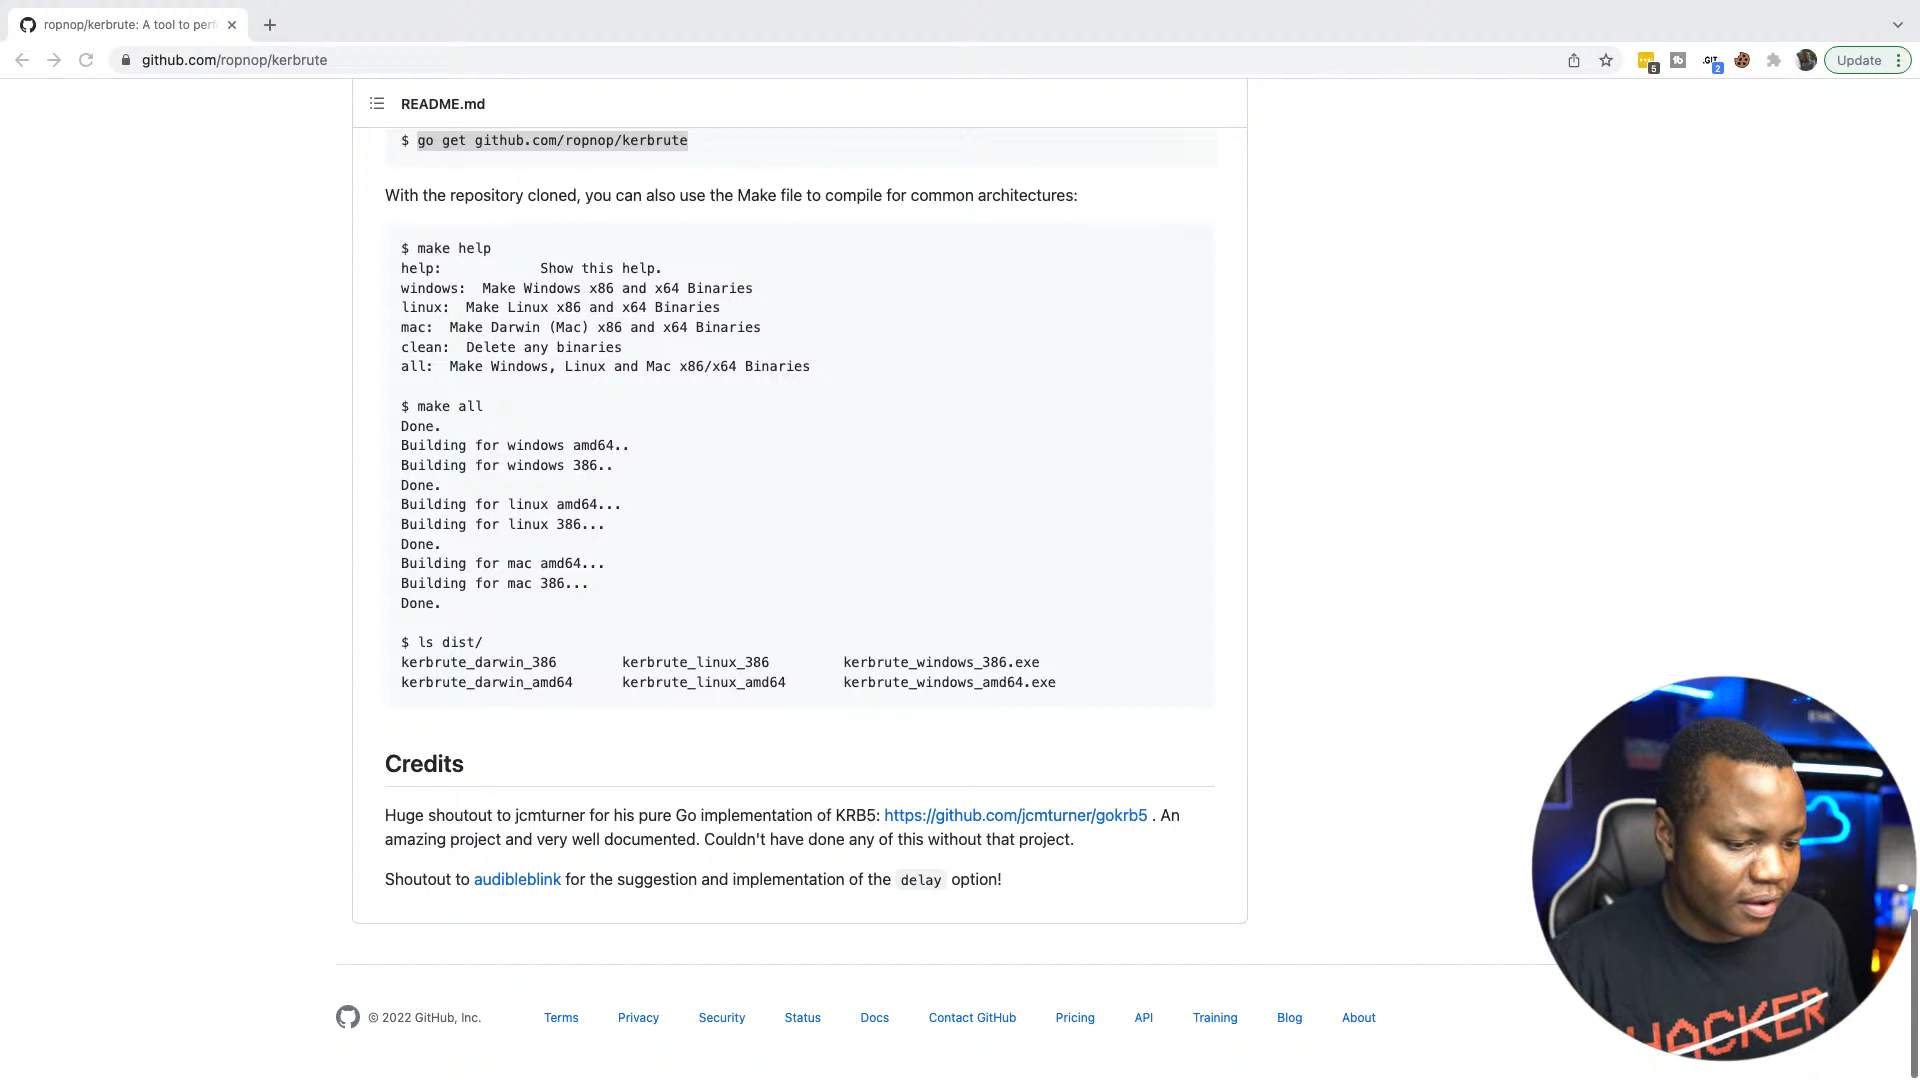 ropnop/kerbrute: A tool to perf
github.com/ropnop/kerbrute
5
2
Update
README.md
$ go get github.com/ropnop/kerbrute
With the repository cloned, you can also use the Make file to compile for common architectures:
$ make help
help:            Show this help.
windows:  Make Windows x86 and x64 Binaries
linux:  Make Linux x86 and x64 Binaries
mac:  Make Darwin (Mac) x86 and x64 Binaries
clean:  Delete any binaries
all:  Make Windows, Linux and Mac x86/x64 Binaries
$ make all
Done.
Building for windows amd64..
Building for windows 386..
Done.
Building for linux amd64...
Building for linux 386...
Done.
Building for mac amd64...
Building for mac 386...
Done.
$ ls dist/
kerbrute_darwin_386        kerbrute_linux_386         kerbrute_windows_386.exe
kerbrute_darwin_amd64      kerbrute_linux_amd64       kerbrute_windows_amd64.exe
Credits
Huge shoutout to jcmturner for his pure Go implementation of KRB5: https://github.com/jcmturner/gokrb5 . An
amazing project and very well documented. Couldn't have done any of this without that project.
Shoutout to audibleblink for the suggestion and implementation of the delay option!
© 2022 GitHub, Inc. Terms Privacy Security Status Docs Contact GitHub Pricing API Training Blog About
HACKER